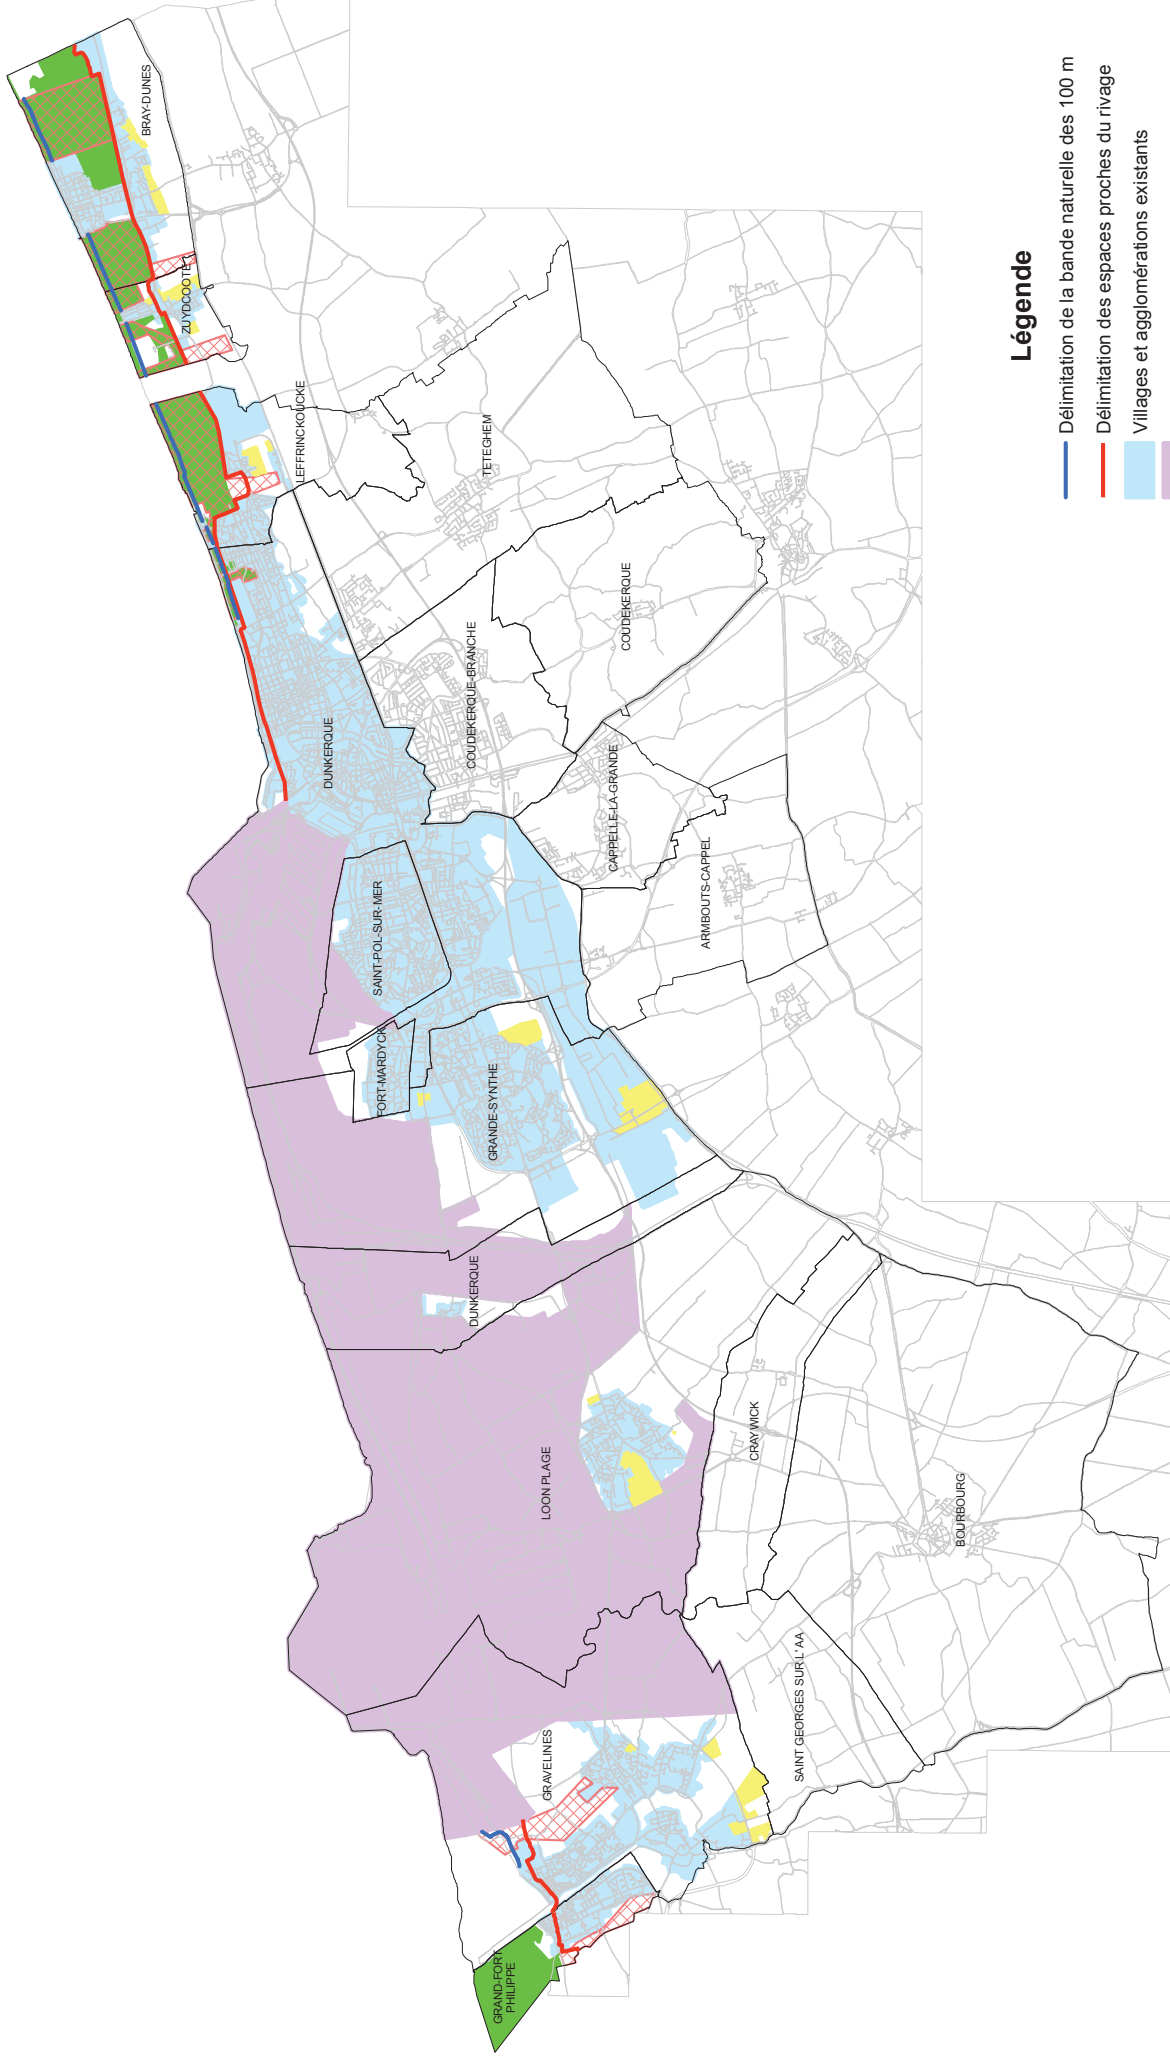 BRAY-DUNES
ZUYDCOOTE
LEFFRINCKOUCKE
TETEGHEM
COUDEKERQUE
COUDEKERQUE-BRANCHE
DUNKERQUE
CAPPELLE-LA-GRANDE
ARMBOUTS-CAPPEL
SAINT-POL-SUR-MER
FORT-MARDYCK
GRANDE-SYNTHE
DUNKERQUE
LOON PLAGE
CRAYWICK
BOURBOURG
SAINT GEORGES SUR L' AA
GRAVELINES
GRAND-FORT
PHILIPPE
Légende
Délimitation de la bande naturelle des 100 m
Délimitation des espaces proches du rivage
Villages et agglomérations existants